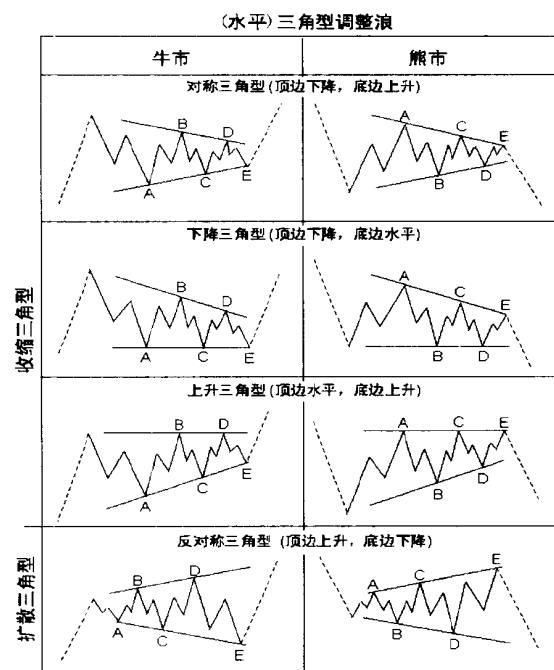 (水平)三角型调整浪
牛市
熊市
对称三角型(顶边下降，底边上升)
A
B
C
D
E
A
B
C
D
E
收缩三角型
下降三角型(顶边下降，底边水平)
A
B
C
D
E
A
B
C
D
E
上升三角型(顶边水平，底边上升)
A
B
C
D
E
A
B
C
D
E
扩散三角型
反对称三角型(顶边上升，底边下降)
A
B
C
D
E
A
B
C
D
E